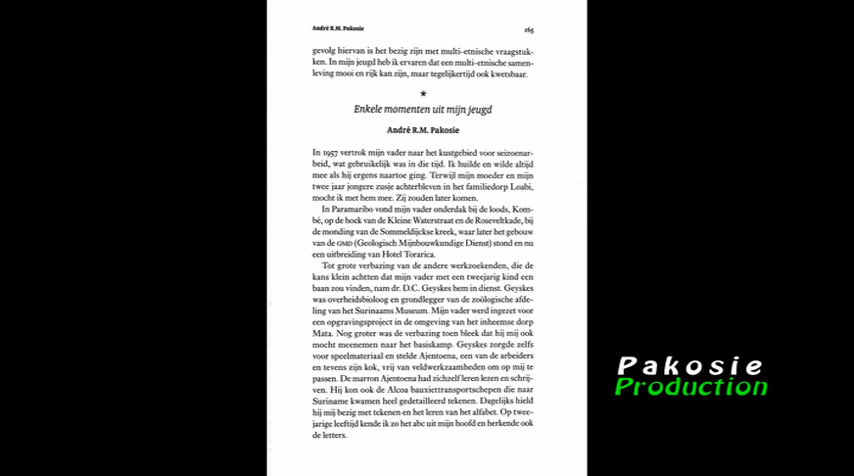 André R.M. Pakosie 165
gevolg hiervan is het bezig zijn met multi-etnische vraagstuk-
ken. In mijn jeugd heb ik ervaren dat een multi-etnische samen-
leving mooi en rijk kan zijn, maar tegelijkertijd ook kwetsbaar.
★
Enkele momenten uit mijn jeugd
André R.M. Pakosie
In 1957 vertrok mijn vader naar het kustgebied voor seizoenar-
beid, wat gebruikelijk was in die tijd. Ik huilde en wilde altijd
mee als hij ergens naartoe ging. Terwijl mijn moeder en mijn
twee jaar jongere zusje achterbleven in het familiedorp Loabi,
mocht ik met hem mee. Zij zouden later komen.
In Paramaribo vond mijn vader onderdak bij de loods, Kom-
bé, op de hoek van de Kleine Waterstraat en de Roseveltkade, bij
de monding van de Sommeldijckse kreek, waar later het gebouw
van de GMD (Geologisch Mijnbouwkundige Dienst) stond en nu
een uitbreiding van Hotel Torarica.
Tot grote verbazing van de andere werkzoekenden, die de
kans klein achtten dat mijn vader met een tweejarig kind een
baan zou vinden, nam dr. D.C. Geyskes hem in dienst. Geyskes
was overheidsbioloog en grondlegger van de zoölogische afde-
ling van het Surinaams Museum. Mijn vader werd ingezet voor
een opgravingsproject in de omgeving van het inheemse dorp
Mata. Nog groter was de verbazing toen bleek dat hij mij ook
mocht meenemen naar het basiskamp. Geyskes zorgde zelfs
voor speelmateriaal en stelde Ajentoena, een van de arbeiders
en tevens zijn kok, vrij van veldwerkzaamheden om op mij te
passen. De marron Ajentoena had zichzelf leren lezen en schrij-
ven. Hij kon ook de Alcoa bauxiettransportschepen die naar
Suriname kwamen heel gedetailleerd tekenen. Dagelijks hield
hij mij bezig met tekenen en het leren van het alfabet. Op twee-
jarige leeftijd kende ik zo het abc uit mijn hoofd en herkende ook
de letters.
Pakosie
Production